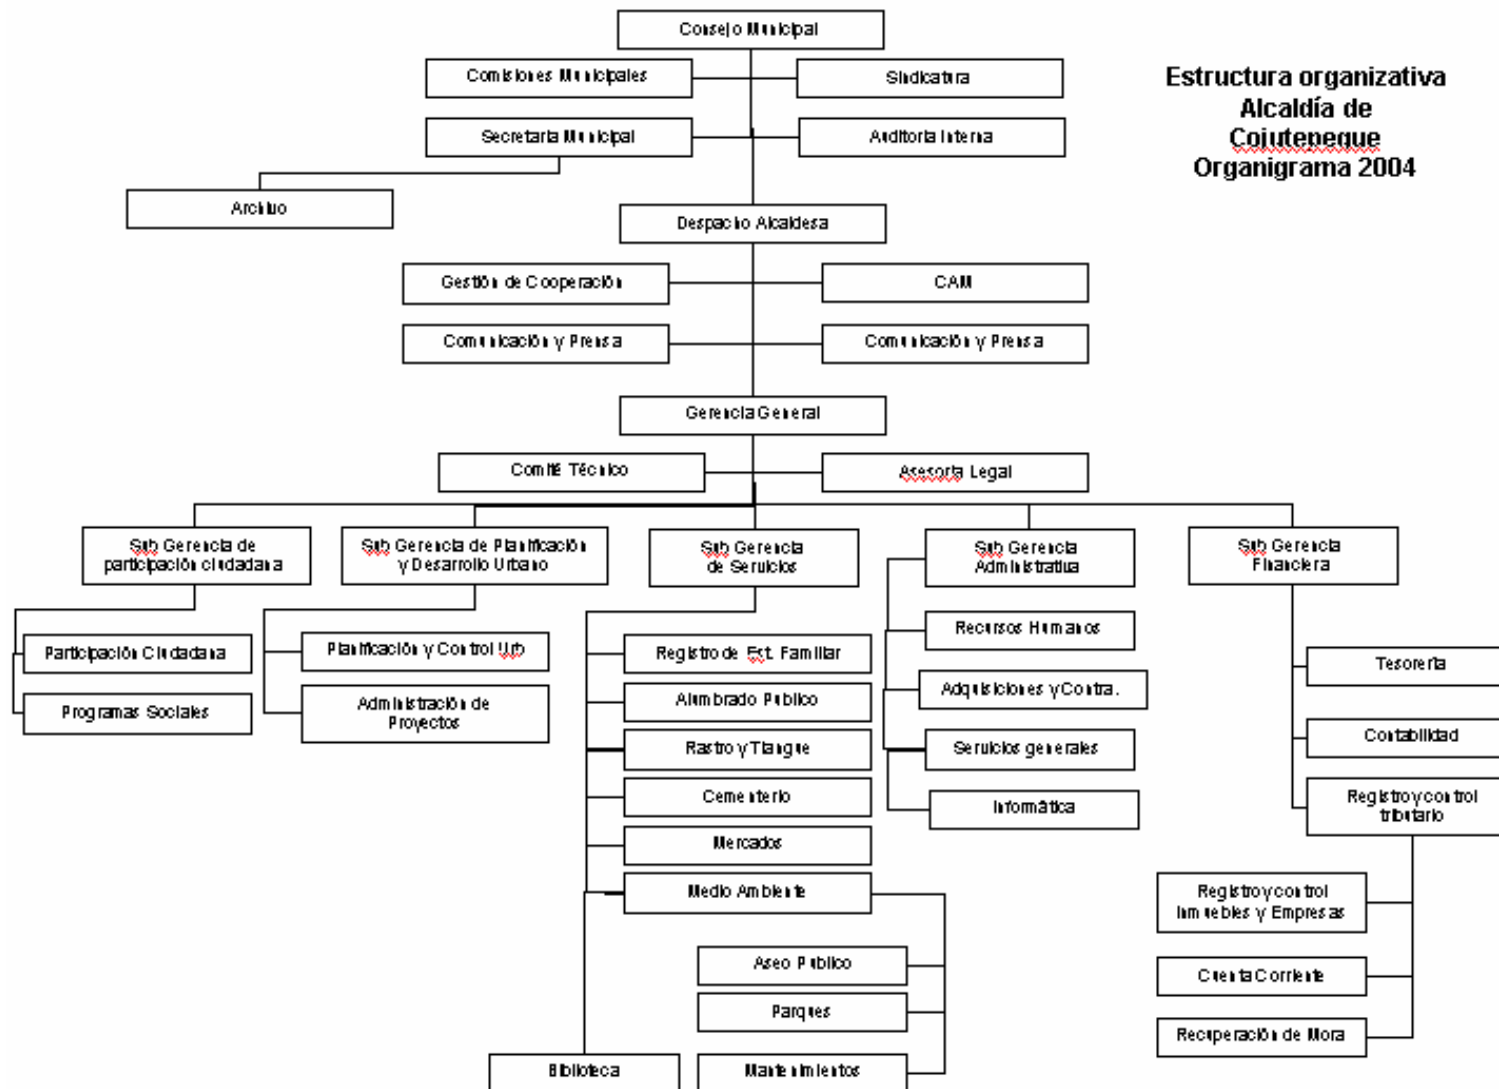 Consejo Municipal
Comisiones Municipales
Sindicatura
Estructura organizativa
Alcaldía de
Cojutepeque
Organigrama 2004
Secretaria Municipal
Auditoria Interna
Archivo
Despacho Alcaldesa
Gestión de Cooperación
CAM
Comunicación y Prensa
Comunicación y Prensa
Gerencia General
Comité Técnico
Asesoría Legal
Sub Gerencia de
participación ciudadana
Sub Gerencia de Planificación
y Desarrollo Urbano
Sub Gerencia
de Servicios
Sub Gerencia
Administrativa
Sub Gerencia
Financiera
Participación Ciudadana
Programas Sociales
Planificación y Control Urb
Administración de
Proyectos
Registro de Est. Familiar
Alumbrado Público
Rastro y Tiangue
Cementerio
Mercados
Medio Ambiente
Aseo Público
Parques
Mantenimientos
Biblioteca
Recursos Humanos
Adquisiciones y Contra.
Servicios generales
Informática
Tesorería
Contabilidad
Registro y control
tributario
Registro y control
Inmuebles y Empresas
Cuenta Corriente
Recuperación de Mora